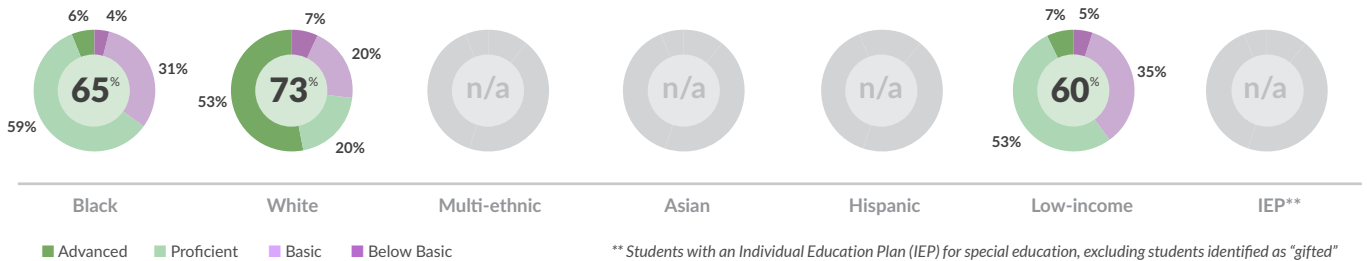 6% 4%
31%
65%
59%
7%
20%
73%
53%
20%
n/a
n/a
n/a
7% 5%
35%
60%
53%
n/a
Black White Multi-ethnic Asian Hispanic Low-income IEP**
Advanced Proficient Basic Below Basic
** Students with an Individual Education Plan (IEP) for special education, excluding students identified as “gifted”